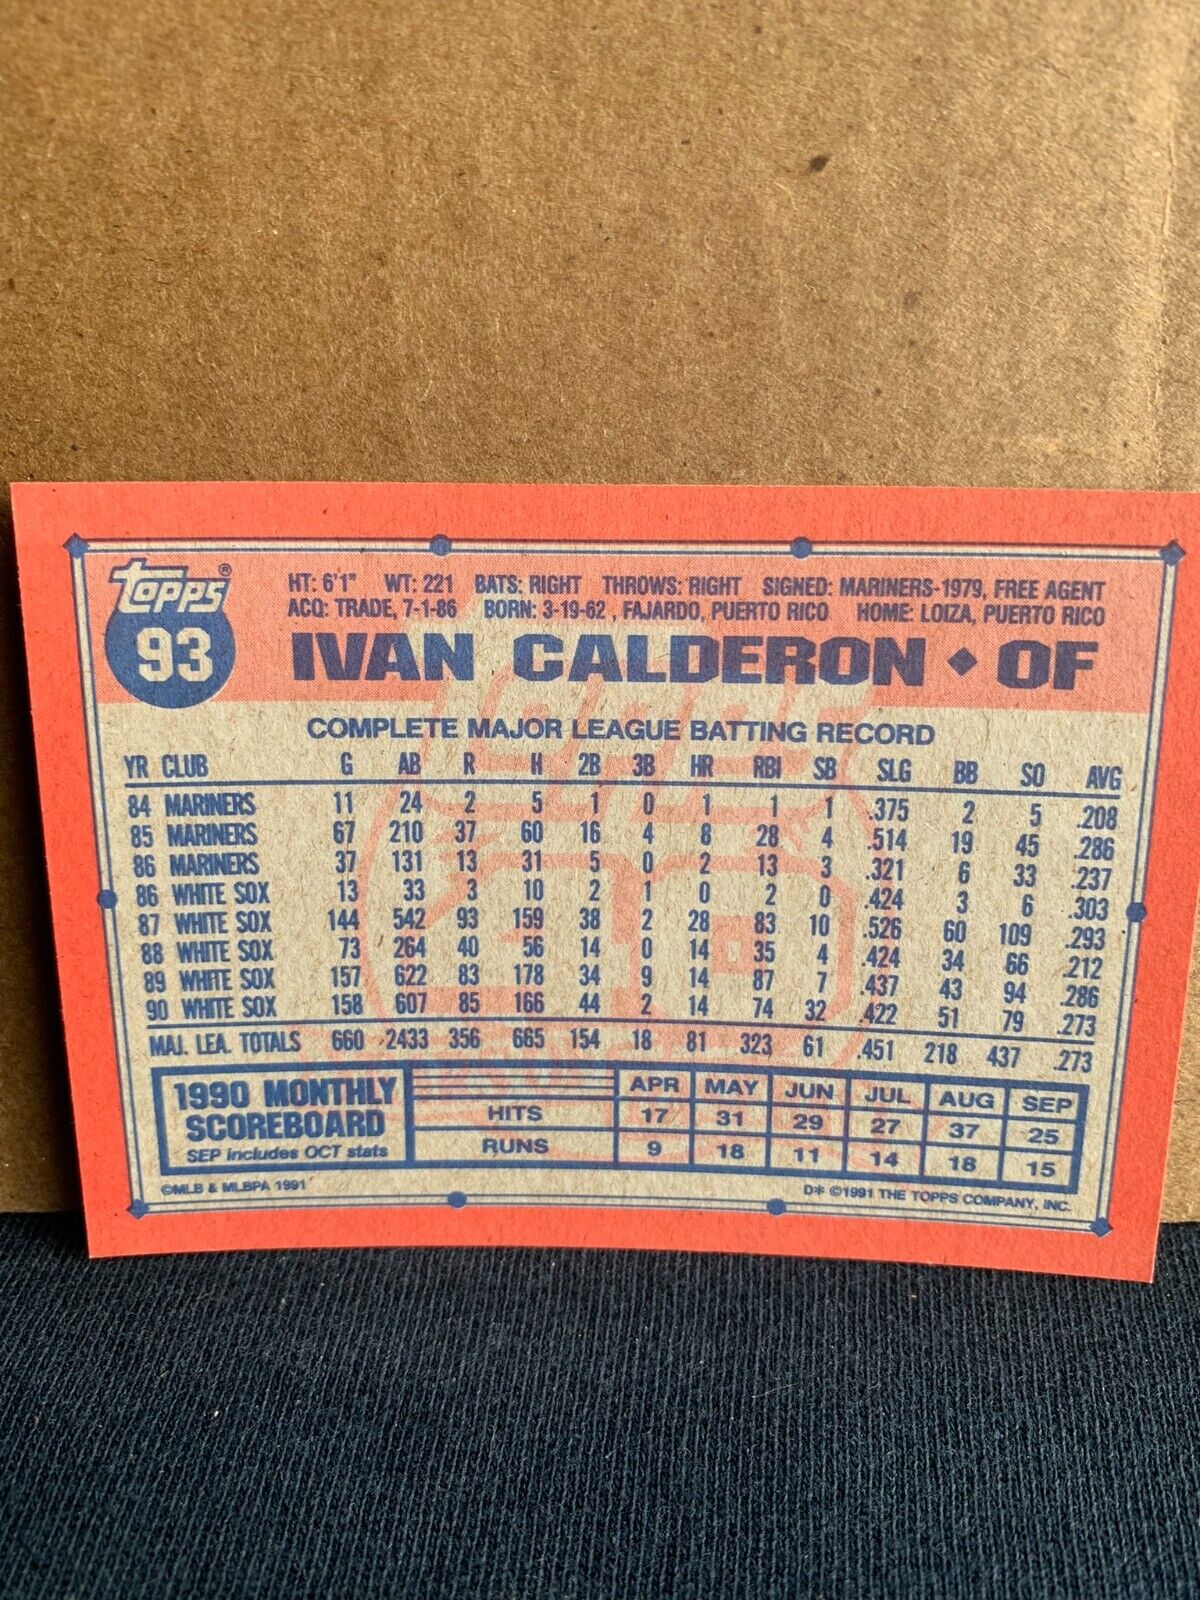 Topps®
93
HT: 6'1" WT: 221 BATS: RIGHT THROWS: RIGHT SIGNED: MARINERS-1979, FREE AGENT
ACQ: TRADE, 7-1-86 BORN: 3-19-62 , FAJARDO, PUERTO RICO HOME: LOIZA, PUERTO RICO
IVAN CALDERON ◆ OF
COMPLETE MAJOR LEAGUE BATTING RECORD
YR CLUB G AB R H 2B 3B HR RBI SB SLG BB SO AVG
84 MARINERS 11 24 2 5 1 0 1 1 1 .375 2 5 .208
85 MARINERS 67 210 37 60 16 4 8 28 4 .514 19 45 .286
86 MARINERS 37 131 13 31 5 0 2 13 3 .321 6 33 .237
86 WHITE SOX 13 33 3 10 2 1 0 2 0 .424 3 6 .303
87 WHITE SOX 144 542 93 159 38 2 28 83 10 .526 60 109 .293
88 WHITE SOX 73 264 40 56 14 0 14 35 4 .424 34 66 .212
89 WHITE SOX 157 622 83 178 34 9 14 87 7 .437 43 94 .286
90 WHITE SOX 158 607 85 166 44 2 14 74 32 .422 51 79 .273
MAJ. LEA. TOTALS 660 2433 356 665 154 18 81 323 61 .451 218 437 .273
1990 MONTHLY
SCOREBOARD
SEP includes OCT stats
APR MAY JUN JUL AUG SEP
HITS 17 31 29 27 37 25
RUNS 9 18 11 14 18 15
©MLB & MLBPA 1991
D* ©1991 THE TOPPS COMPANY, INC.